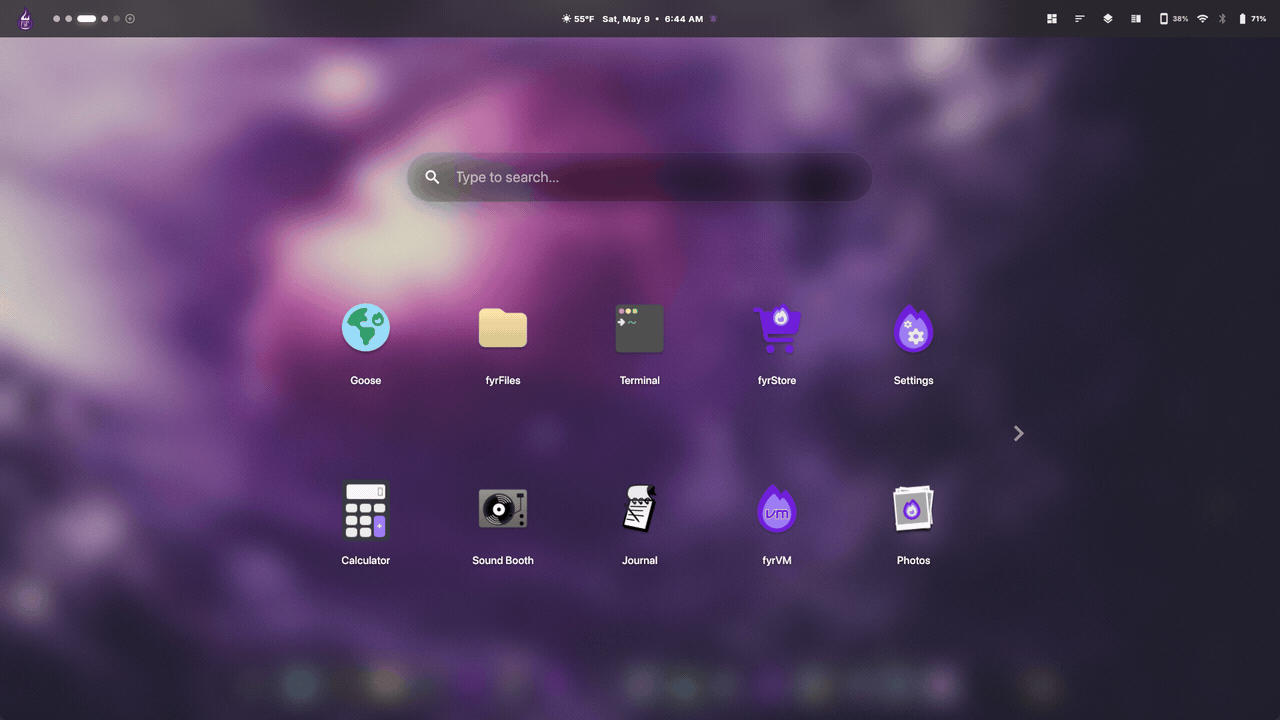 55°F Sat, May 9 • 6:44 AM
38%
71%
Type to search...
Goose
fyrFiles
Terminal
fyrStore
Settings
Calculator
Sound Booth
Journal
vm
fyrVM
Photos